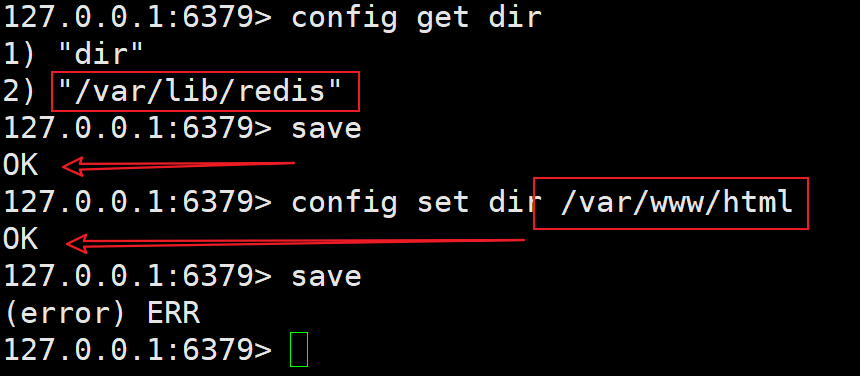 127.0.0.1:6379> config get dir
1) "dir"
2) "/var/lib/redis"
127.0.0.1:6379> save
OK
127.0.0.1:6379> config set dir /var/www/html
OK
127.0.0.1:6379> save
(error) ERR
127.0.0.1:6379>